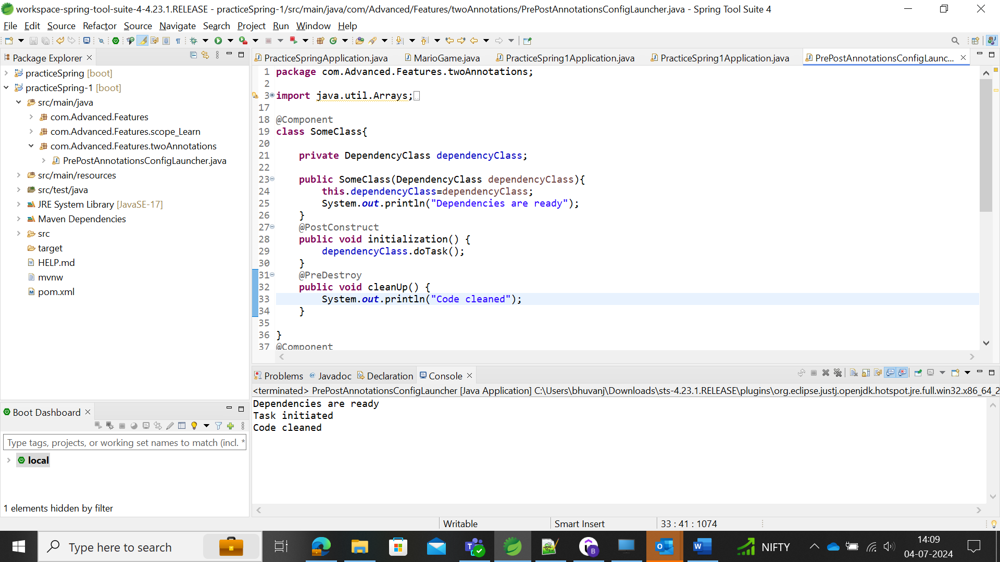 workspace-spring-tool-suite-4-4.23.1.RELEASE - practiceSpring-1/src/main/java/com/Advanced/Features/twoAnnotations/PrePostAnnotationsConfigLauncher.java - Spring Tool Suite 4
File Edit Source Refactor Source Navigate Search Project Run Window Help
Package Explorer
practiceSpring [boot]
practiceSpring-1 [boot]
src/main/java
com.Advanced.Features
com.Advanced.Features.scope_Learn
com.Advanced.Features.twoAnnotations
PrePostAnnotationsConfigLauncher.java
src/main/resources
src/test/java
JRE System Library [JavaSE-17]
Maven Dependencies
src
target
HELP.md
mvnw
pom.xml
PracticeSpringApplication.java MarioGame.java PracticeSpring1Application.java PracticeSpring1Application.java PrePostAnnotationsConfigLaunc...
1 package com.Advanced.Features.twoAnnotations;
2
3 import java.util.Arrays;
17
18 @Component
19 class SomeClass{
20
21 private DependencyClass dependencyClass;
22
23 public SomeClass(DependencyClass dependencyClass){
24 this.dependencyClass=dependencyClass;
25 System.out.println("Dependencies are ready");
26 }
27 @PostConstruct
28 public void initialization() {
29 dependencyClass.doTask();
30 }
31 @PreDestroy
32 public void cleanUp() {
33 System.out.println("Code cleaned");
34 }
35
36 }
37 @Component
Problems Javadoc Declaration Console
<terminated> PrePostAnnotationsConfigLauncher [Java Application] C:\Users\bhuvanj\Downloads\sts-4.23.1.RELEASE\plugins\org.eclipse.justj.openjdk.hotspot.jre.full.win32.x86_64_2
Dependencies are ready
Task initiated
Code cleaned
Boot Dashboard
Type tags, projects, or working set names to match (incl. *
local
1 elements hidden by filter
Writable Smart Insert 33 : 41 : 1074
Type here to search
NIFTY
14:09
04-07-2024